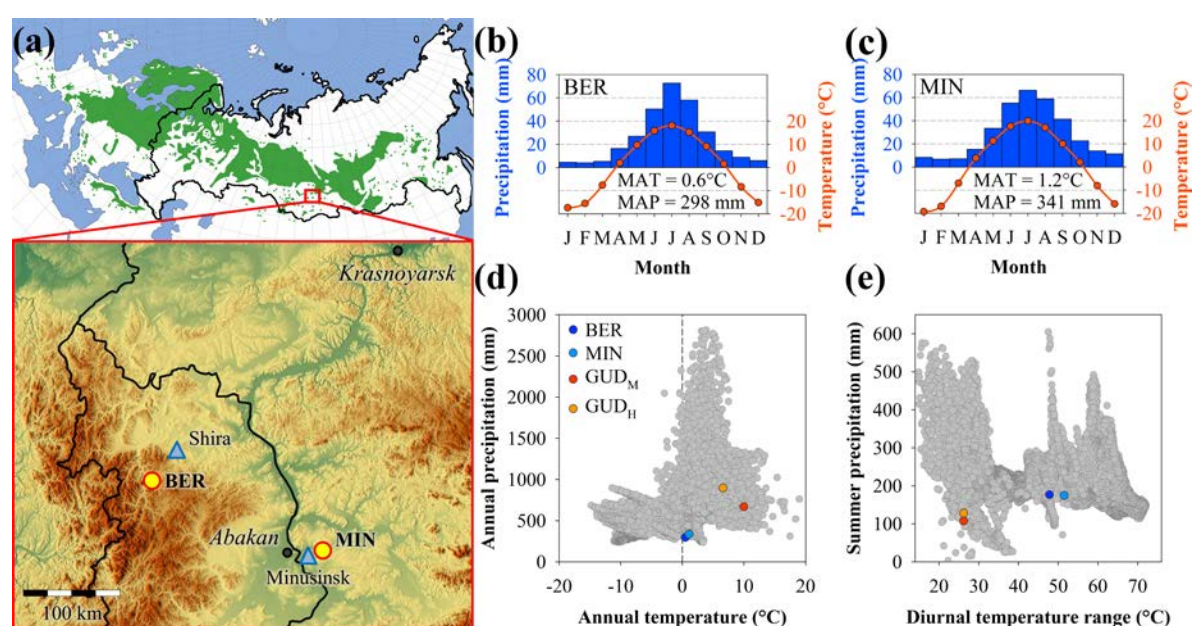 (a)
Krasnoyarsk
Shira
BER
Abakan
MIN
Minusinsk
100 km
(b)
Precipitation (mm)
80
60
40
20
0
BER
MAT = 0.6°C
MAP = 298 mm
20
10
0
-10
-20
Temperature (°C)
J F M A M J J A S O N D
Month
(c)
Precipitation (mm)
80
60
40
20
0
MIN
MAT = 1.2°C
MAP = 341 mm
20
10
0
-10
-20
Temperature (°C)
J F M A M J J A S O N D
Month
(d)
Annual precipitation (mm)
3000
2500
2000
1500
1000
500
0
BER
MIN
GUD_M
GUD_H
-20 -10 0 10 20
Annual temperature (°C)
(e)
Summer precipitation (mm)
600
500
400
300
200
100
0
20 30 40 50 60 70
Diurnal temperature range (°C)